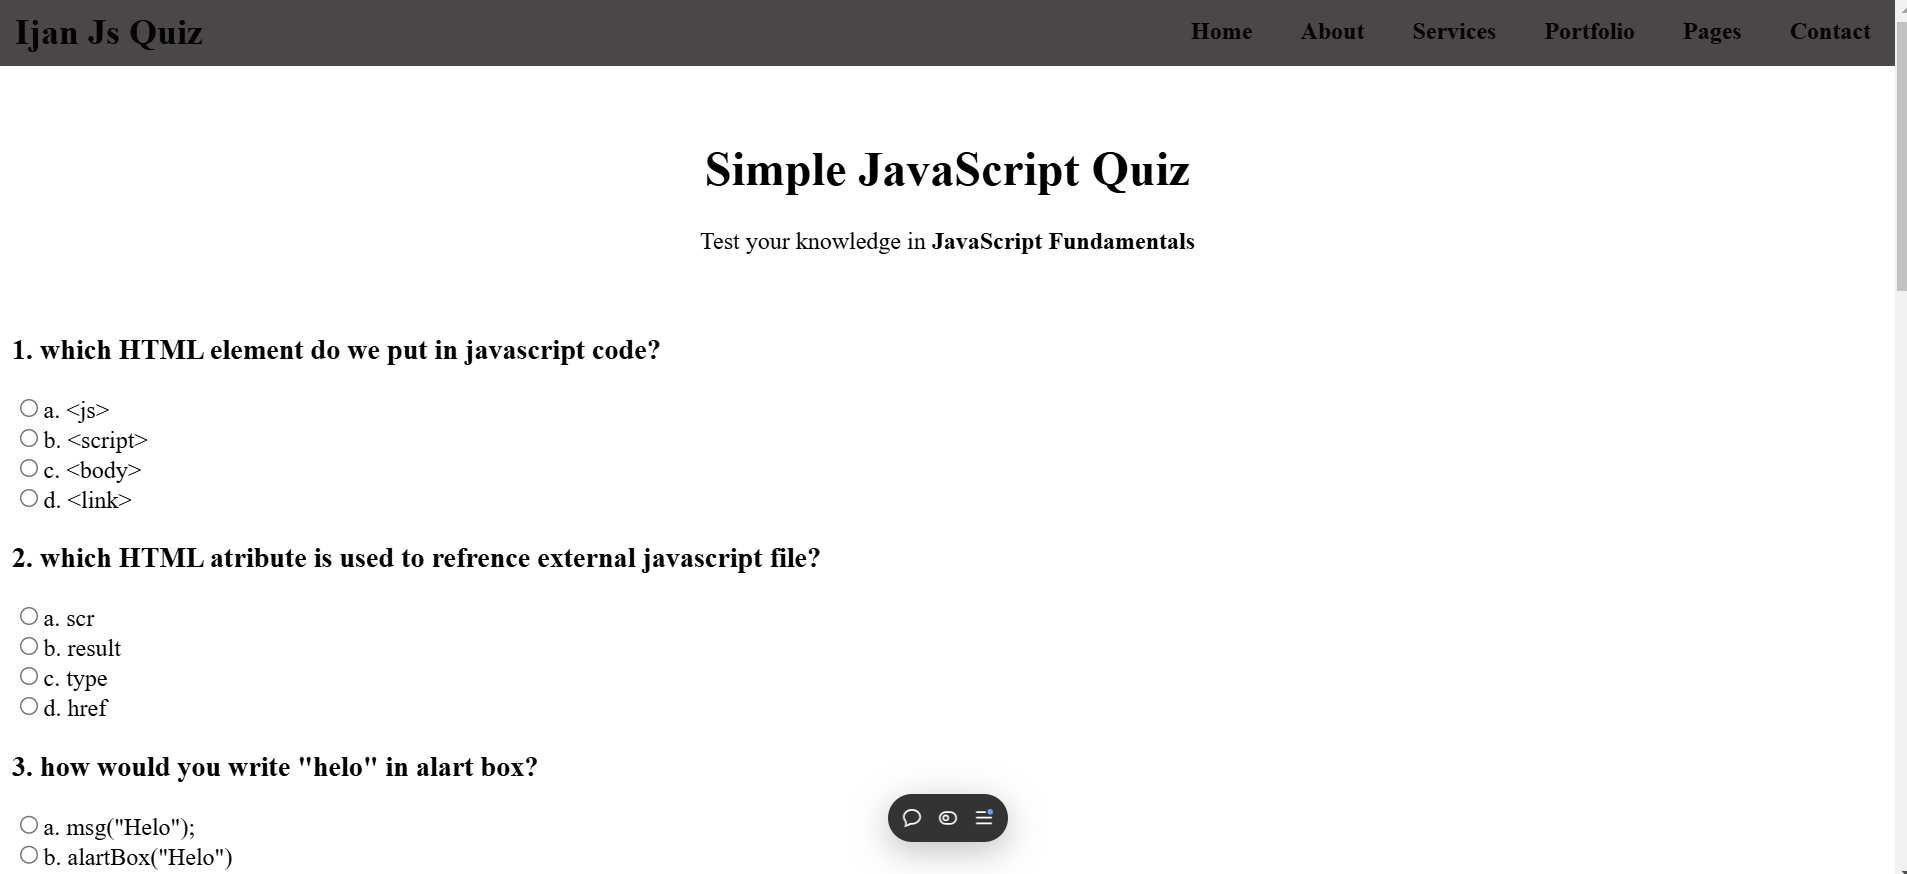 Ijan Js Quiz
Home About Services Portfolio Pages Contact
Simple JavaScript Quiz
Test your knowledge in JavaScript Fundamentals
1. which HTML element do we put in javascript code?
a. <js>
b. <script>
c. <body>
d. <link>
2. which HTML atribute is used to refrence external javascript file?
a. scr
b. result
c. type
d. href
3. how would you write "helo" in alart box?
a. msg("Helo");
b. alartBox("Helo")